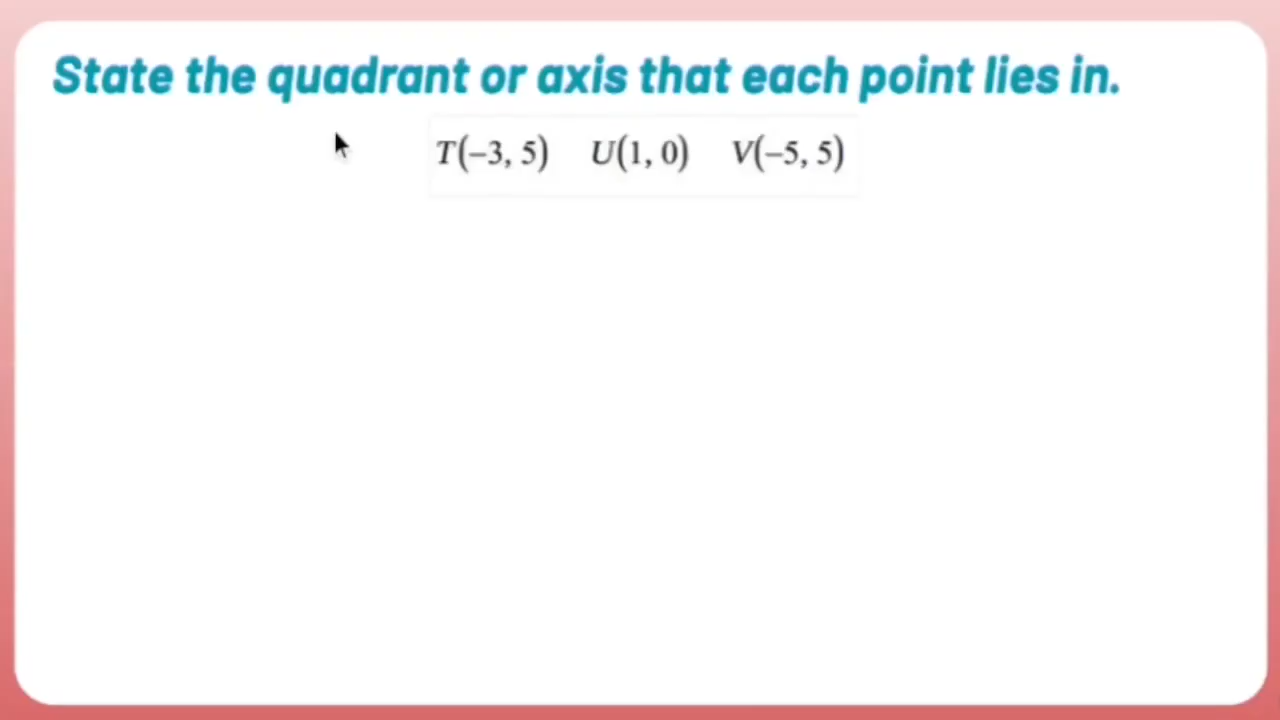 State the quadrant or axis that each point lies in.
T(–3, 5) U(1, 0) V(–5, 5)